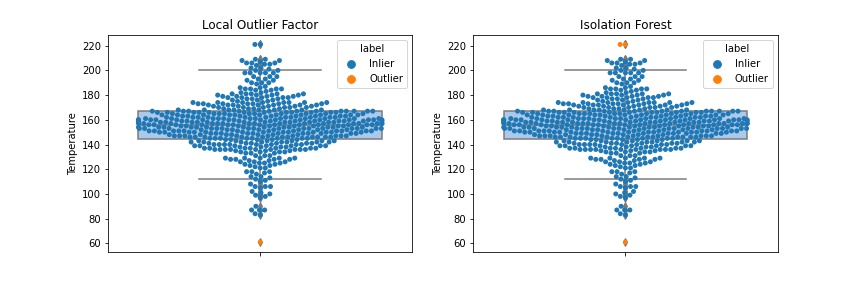 Local Outlier Factor
Temperature
220
200
180
160
140
120
100
80
60
label
Inlier
Outlier
Isolation Forest
Temperature
220
200
180
160
140
120
100
80
60
label
Inlier
Outlier